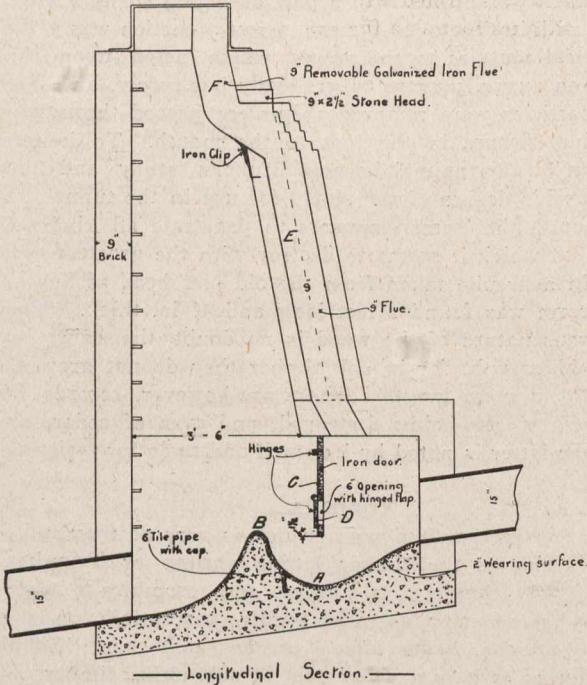 F
9" Removable Galvanized Iron Flue
9" x 2½" Stone Head.
Iron Clip
E
9"
Brick
9"
9" Flue.
3' - 6"
Hinges
Iron door.
C
6" Opening
with hinged flap.
D
B
6" Tile pipe
with cap.
A
15"
15"
2" Wearing surface.
Longitudinal Section.